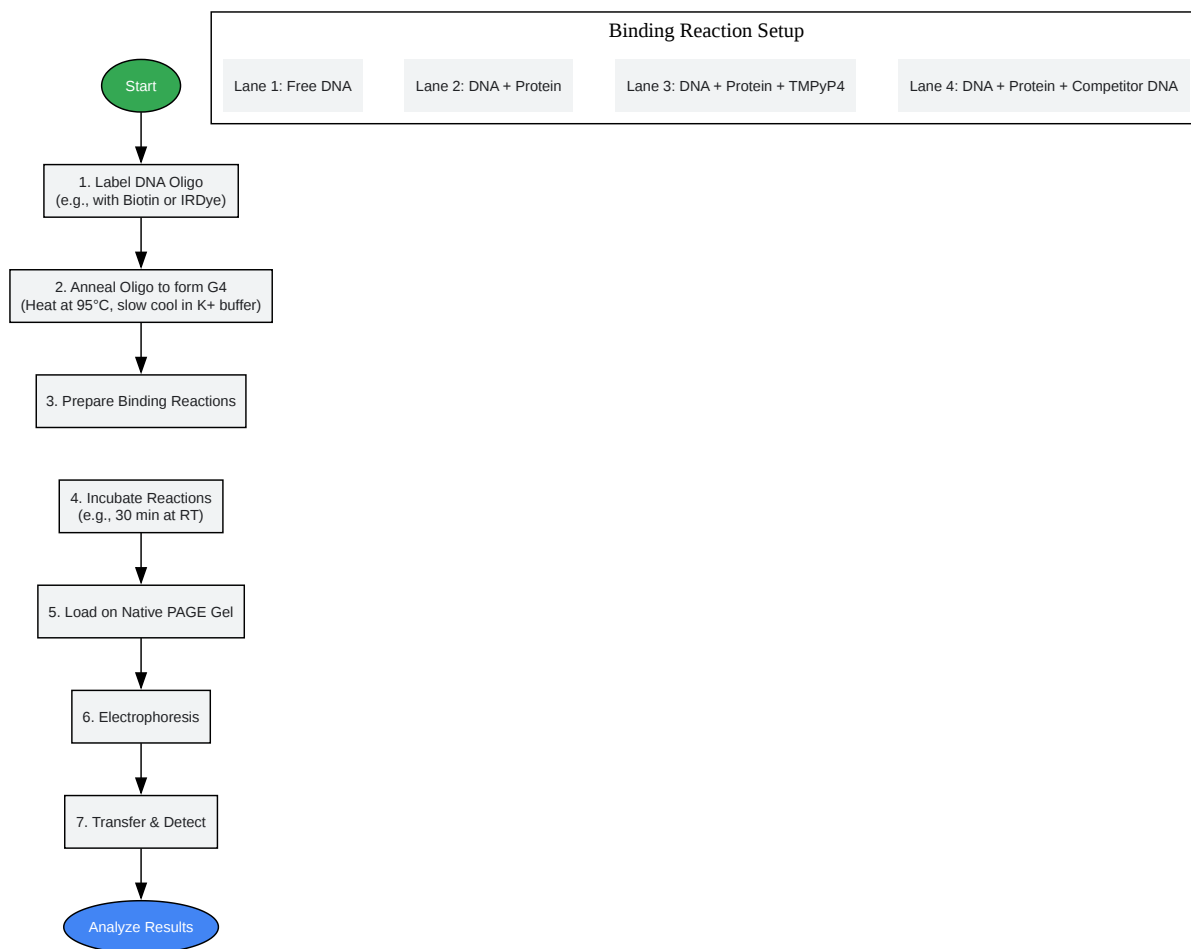 Binding Reaction Setup
Start
Lane 1: Free DNA
Lane 2: DNA + Protein
Lane 3: DNA + Protein + TMPyP4
Lane 4: DNA + Protein + Competitor DNA
1. Label DNA Oligo
(e.g., with Biotin or IRDye)
2. Anneal Oligo to form G4
(Heat at 95°C, slow cool in K+ buffer)
3. Prepare Binding Reactions
4. Incubate Reactions
(e.g., 30 min at RT)
5. Load on Native PAGE Gel
6. Electrophoresis
7. Transfer & Detect
Analyze Results